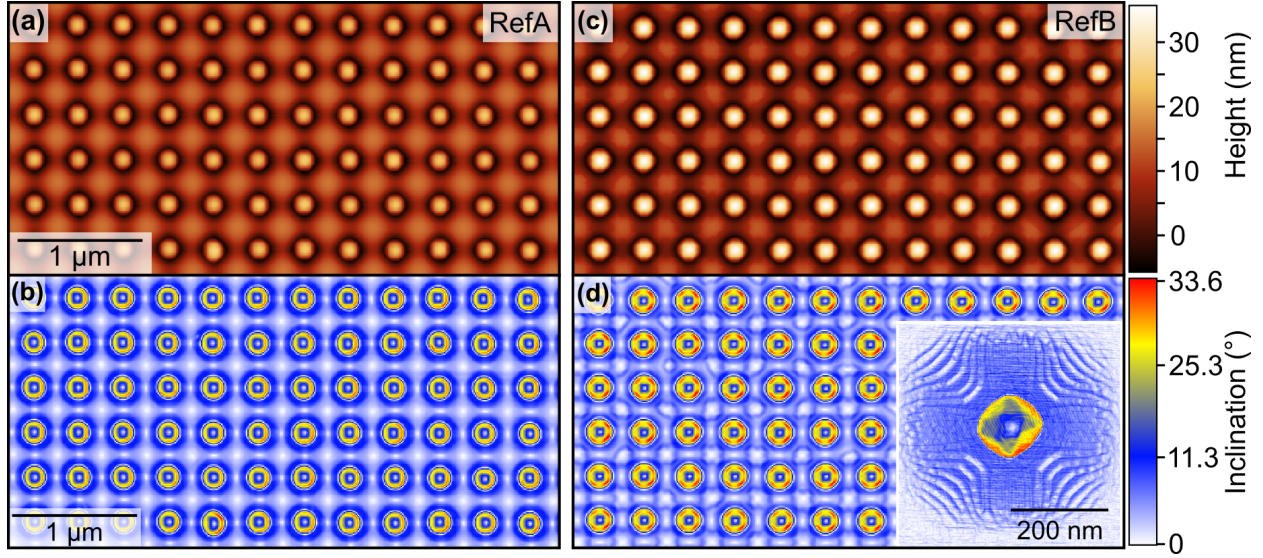 (a)
RefA
1 µm
(b)
1 µm
(c)
RefB
(d)
200 nm
30
20
10
0
Height (nm)
33.6
25.3
11.3
0
Inclination (°)